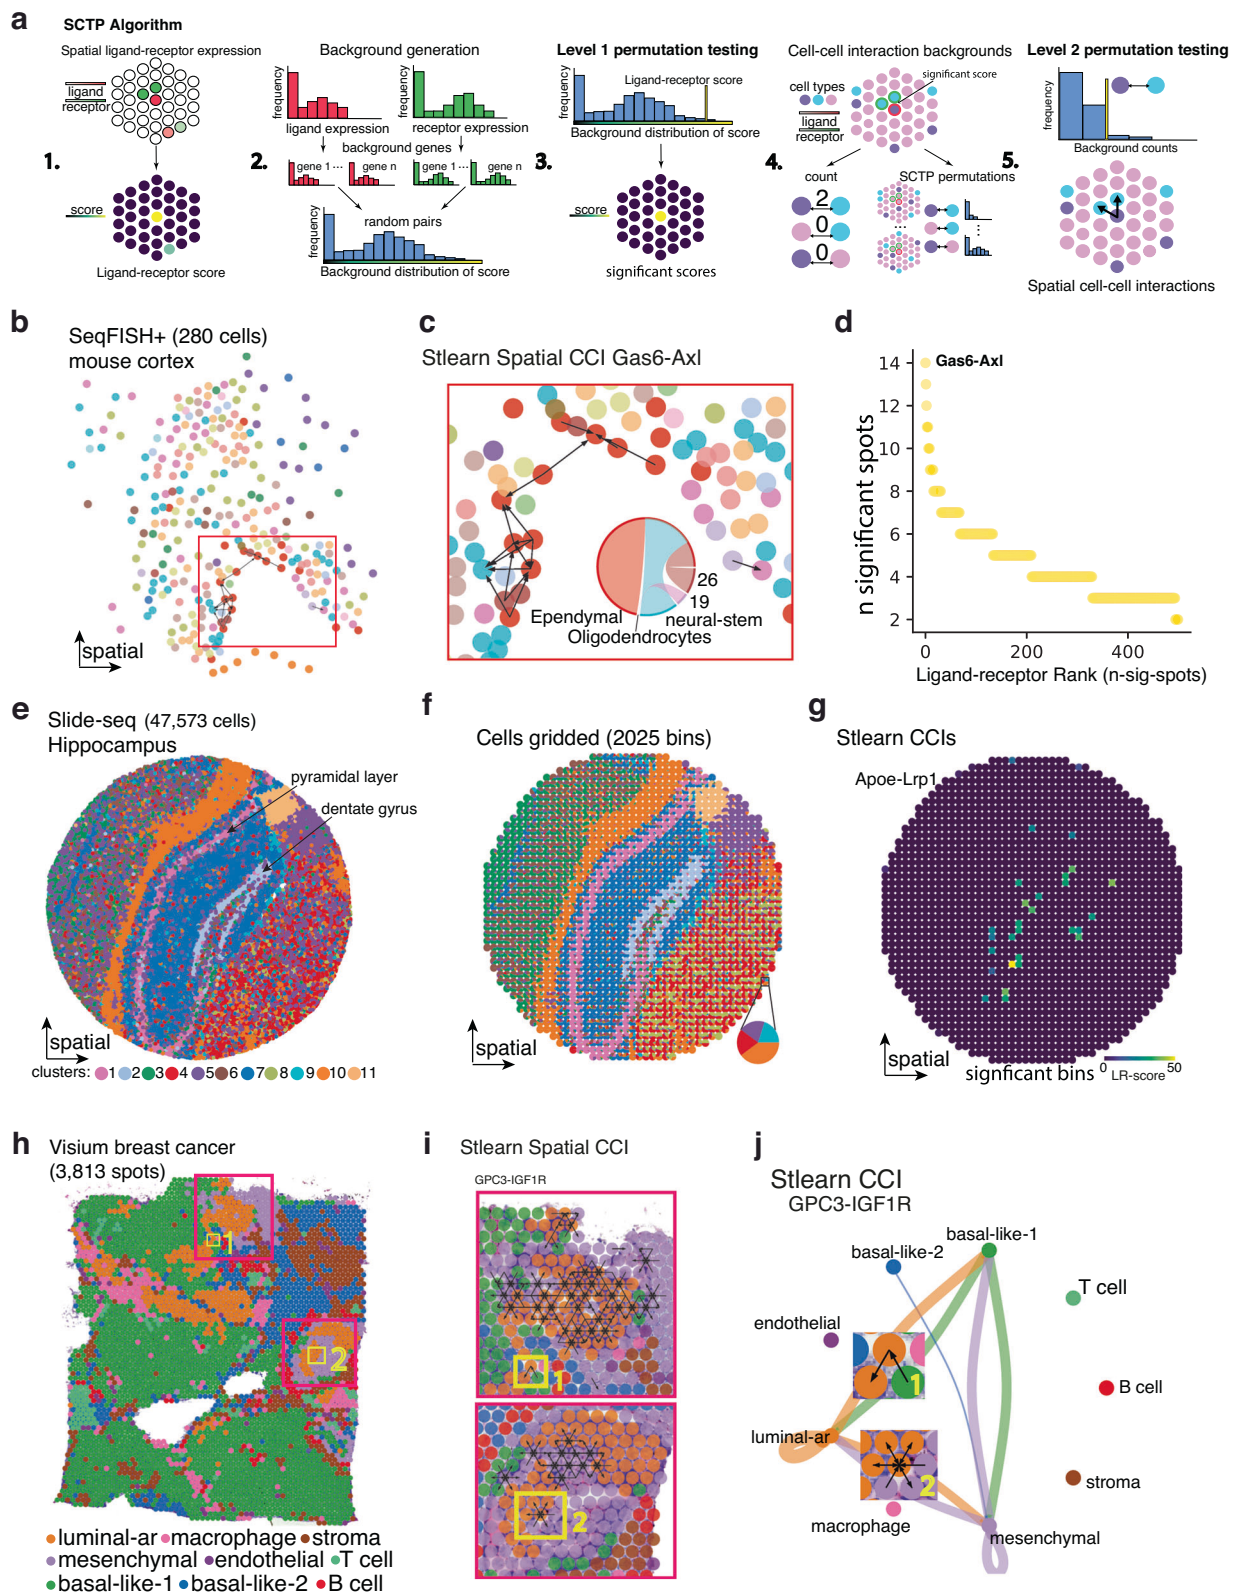 a
SCTP Algorithm
Spatial ligand-receptor expression
ligand
receptor
1.
score
Ligand-receptor score
Background generation
frequency
ligand expression
frequency
receptor expression
background genes
2.
gene 1 ... gene n
gene 1 ... gene n
random pairs
frequency
Background distribution of score
Level 1 permutation testing
frequency
Ligand-receptor score
Background distribution of score
3.
score
significant scores
Cell-cell interaction backgrounds
significant score
cell types
ligand
receptor
4.
count
2
0
0
SCTP permutations
...
Level 2 permutation testing
frequency
Background counts
5.
Spatial cell-cell interactions
b
SeqFISH+ (280 cells)
mouse cortex
spatial
c
Stlearn Spatial CCI Gas6-Axl
26
19
Ependymal
neural-stem
Oligodendrocytes
d
Gas6-Axl
n significant spots
14
12
10
8
6
4
2
0 200 400
Ligand-receptor Rank (n-sig-spots)
e
Slide-seq (47,573 cells)
Hippocampus
pyramidal layer
dentate gyrus
spatial
clusters: 1 2 3 4 5 6 7 8 9 10 11
f
Cells gridded (2025 bins)
spatial
g
Stlearn CCIs
Apoe-Lrp1
spatial
signficant bins
0 50
LR-score
h
Visium breast cancer
(3,813 spots)
1
2
luminal-ar macrophage stroma
mesenchymal endothelial T cell
basal-like-1 basal-like-2 B cell
i
Stlearn Spatial CCI
GPC3-IGF1R
1
2
j
Stlearn CCI
GPC3-IGF1R
basal-like-1
basal-like-2
T cell
endothelial
1
B cell
luminal-ar
2
stroma
macrophage
mesenchymal